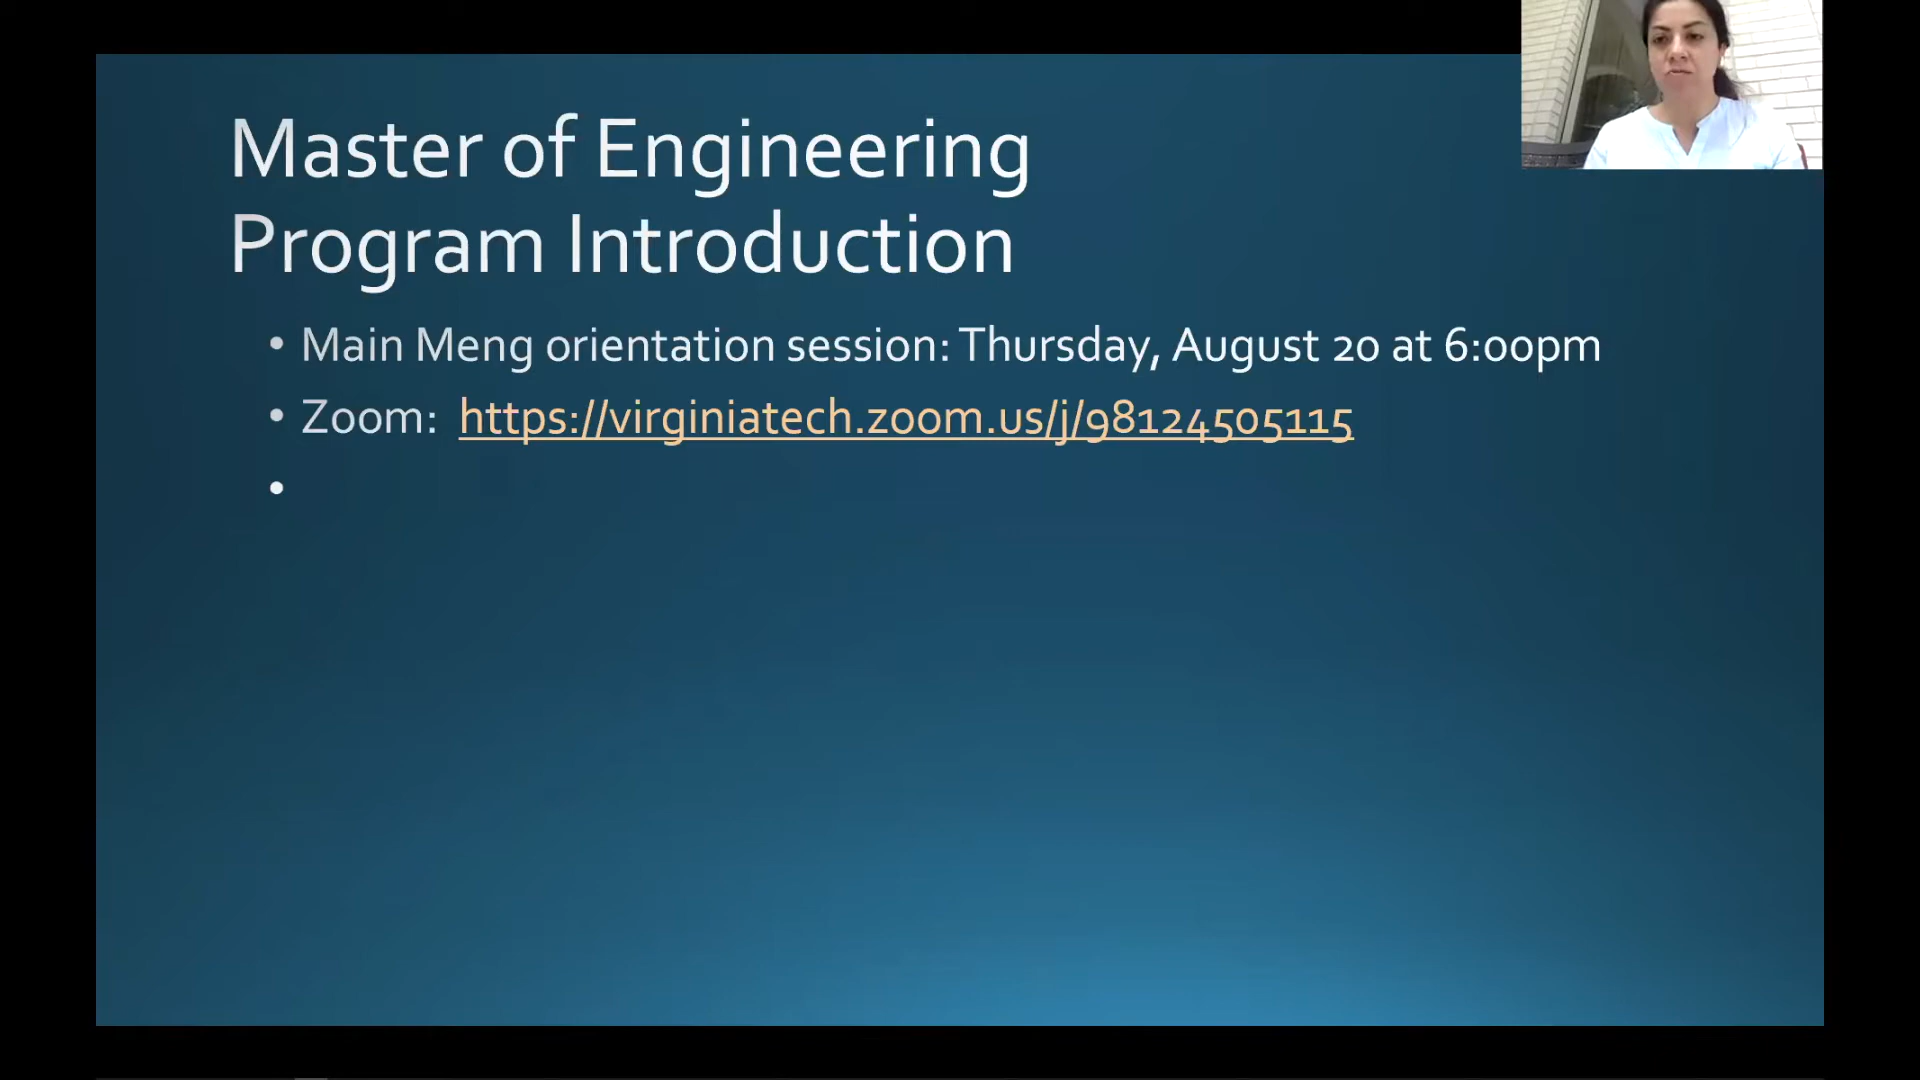 Master of Engineering
Program Introduction
• Main Meng orientation session: Thursday, August 20 at 6:00pm
• Zoom: https://virginiatech.zoom.us/j/98124505115
•